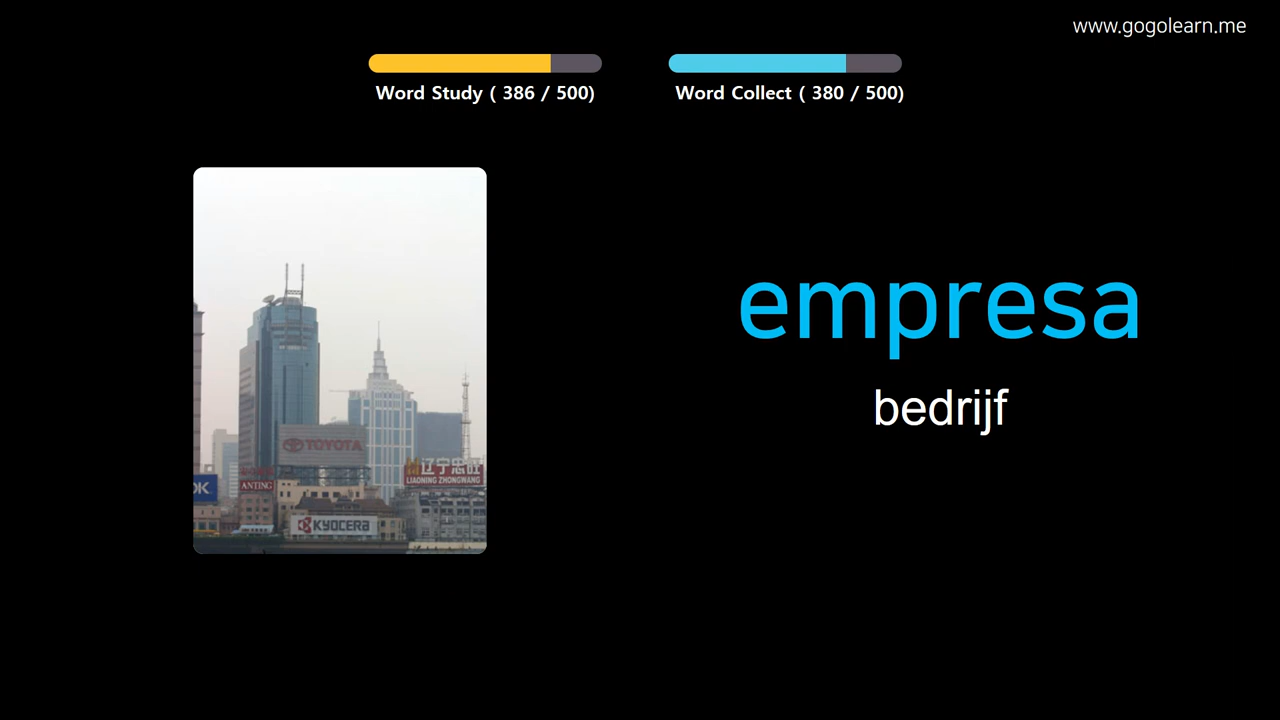 www.gogolearn.me
Word Study ( 386 / 500)
Word Collect ( 380 / 500)
empresa
bedrijf
TOYOTA
辽宁忠旺
LIAONING ZHONGWANG
OK
ANTING
KYOCERA